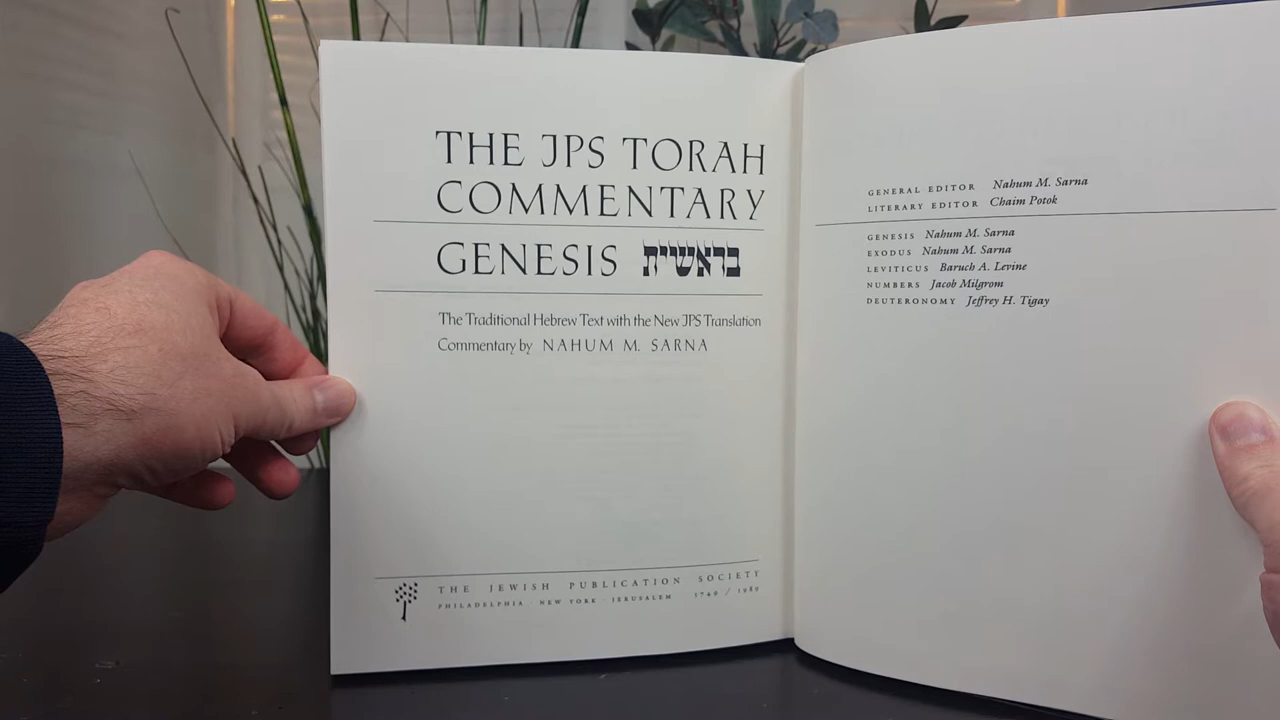 THE JPS TORAH
COMMENTARY
GENESIS בראשית
The Traditional Hebrew Text with the New JPS Translation
Commentary by NAHUM M. SARNA
THE JEWISH PUBLICATION SOCIETY
PHILADELPHIA · NEW YORK · JERUSALEM 5749 / 1989
GENERAL EDITOR Nahum M. Sarna
LITERARY EDITOR Chaim Potok
GENESIS Nahum M. Sarna
EXODUS Nahum M. Sarna
LEVITICUS Baruch A. Levine
NUMBERS Jacob Milgrom
DEUTERONOMY Jeffrey H. Tigay